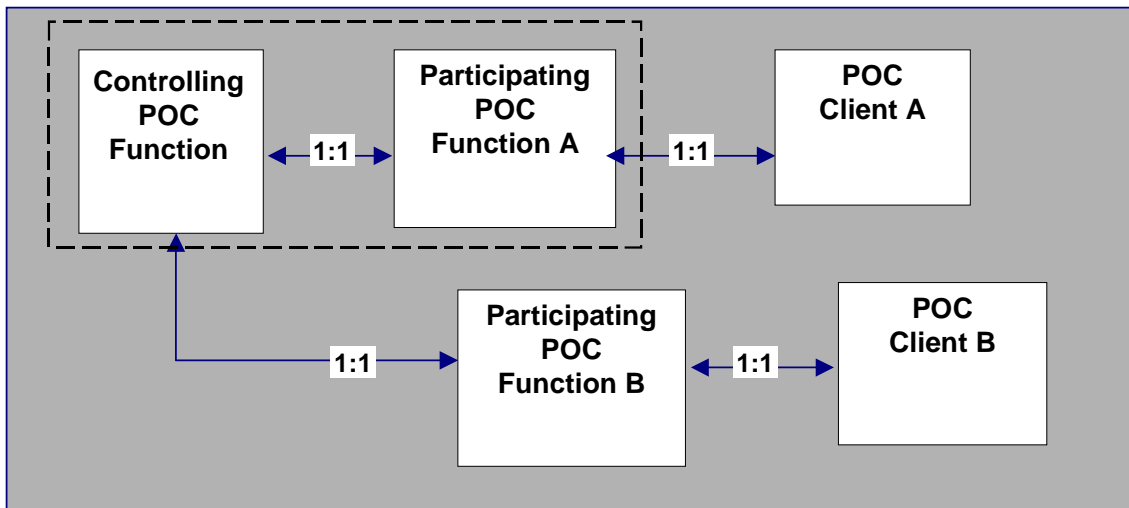 Controlling
POC
Function
1:1
Participating
POC
Function A
1:1
POC
Client A
1:1
Participating
POC
Function B
1:1
POC
Client B